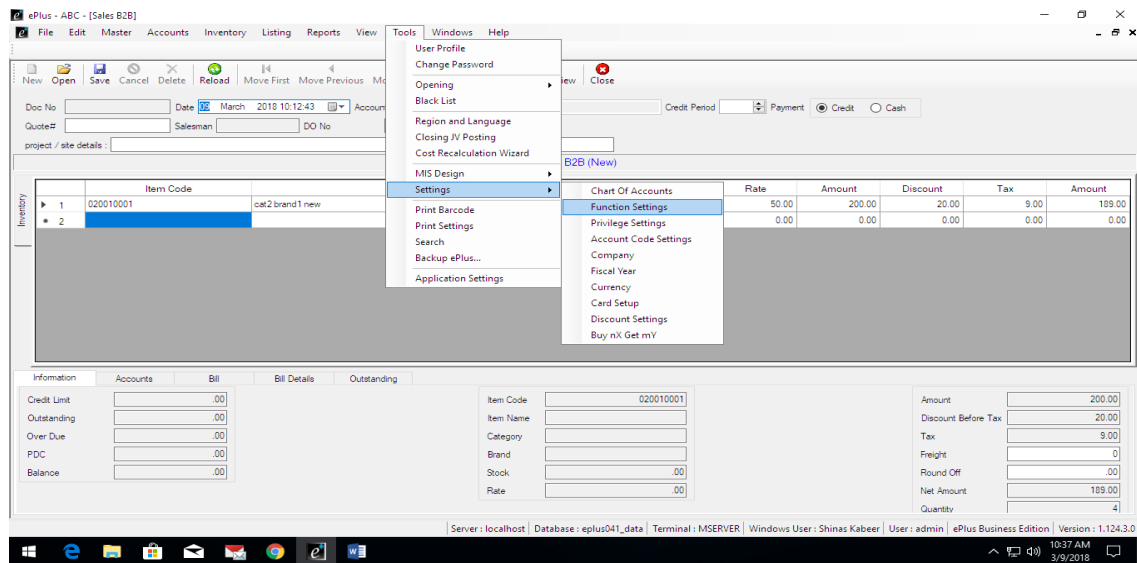 ePlus - ABC - [Sales B2B]
File Edit Master Accounts Inventory Listing Reports View Tools Windows Help
New Open Save Cancel Delete Reload Move First Move Previous Close
User Profile
Change Password
Opening
Black List
Region and Language
Closing JV Posting
Cost Recalculation Wizard
MIS Design
Settings
Print Barcode
Print Settings
Search
Backup ePlus...
Application Settings
Chart Of Accounts
Function Settings
Privilege Settings
Account Code Settings
Company
Fiscal Year
Currency
Card Setup
Discount Settings
Buy nX Get mY
Doc No Date 09 March 2018 10:12:43 Accoun Credit Period Payment Credit Cash
Quote# Salesman DO No
project / site details :
B2B (New)
Inventory
Item Code Rate Amount Discount Tax Amount
1 020010001 cat2 brand1 new 50.00 200.00 20.00 9.00 189.00
2 0.00 0.00 0.00 0.00 0.00
Information Accounts Bill Bill Details Outstanding
Credit Limit .00 Item Code 020010001 Amount 200.00
Outstanding .00 Item Name Discount Before Tax 20.00
Over Due .00 Category Tax 9.00
PDC .00 Brand Freight 0
Balance .00 Stock .00 Round Off .00
Rate .00 Net Amount 189.00
Quantity 4
Server : localhost Database : eplus041_data Terminal : MSERVER Windows User : Shinas Kabeer User : admin ePlus Business Edition Version : 1.124.3.0
10:37 AM
3/9/2018